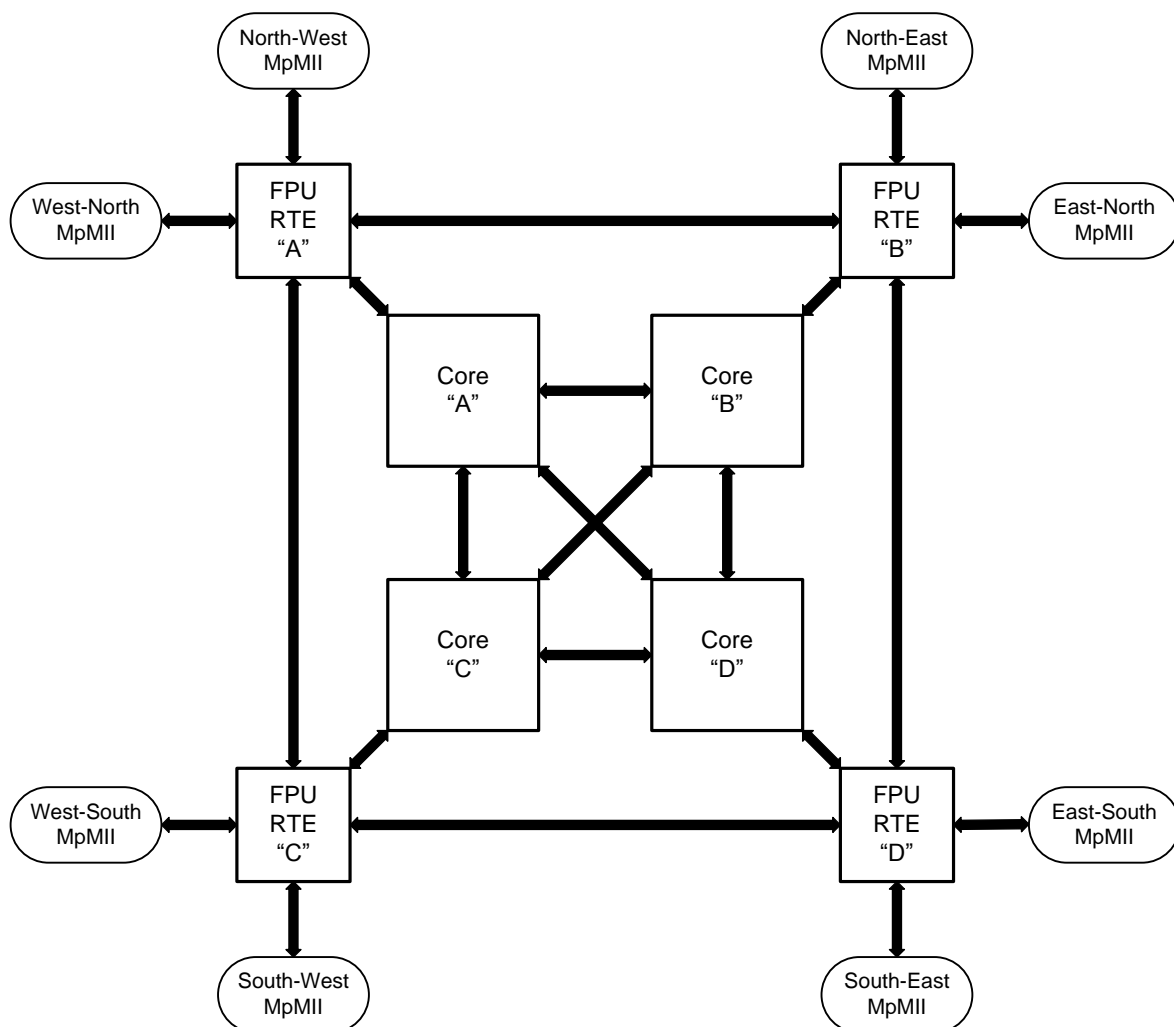 North-West
MpMII
North-East
MpMII
West-North
MpMII
FPU
RTE
“A”
FPU
RTE
“B”
East-North
MpMII
Core
“A”
Core
“B”
Core
“C”
Core
“D”
West-South
MpMII
FPU
RTE
“C”
FPU
RTE
“D”
East-South
MpMII
South-West
MpMII
South-East
MpMII